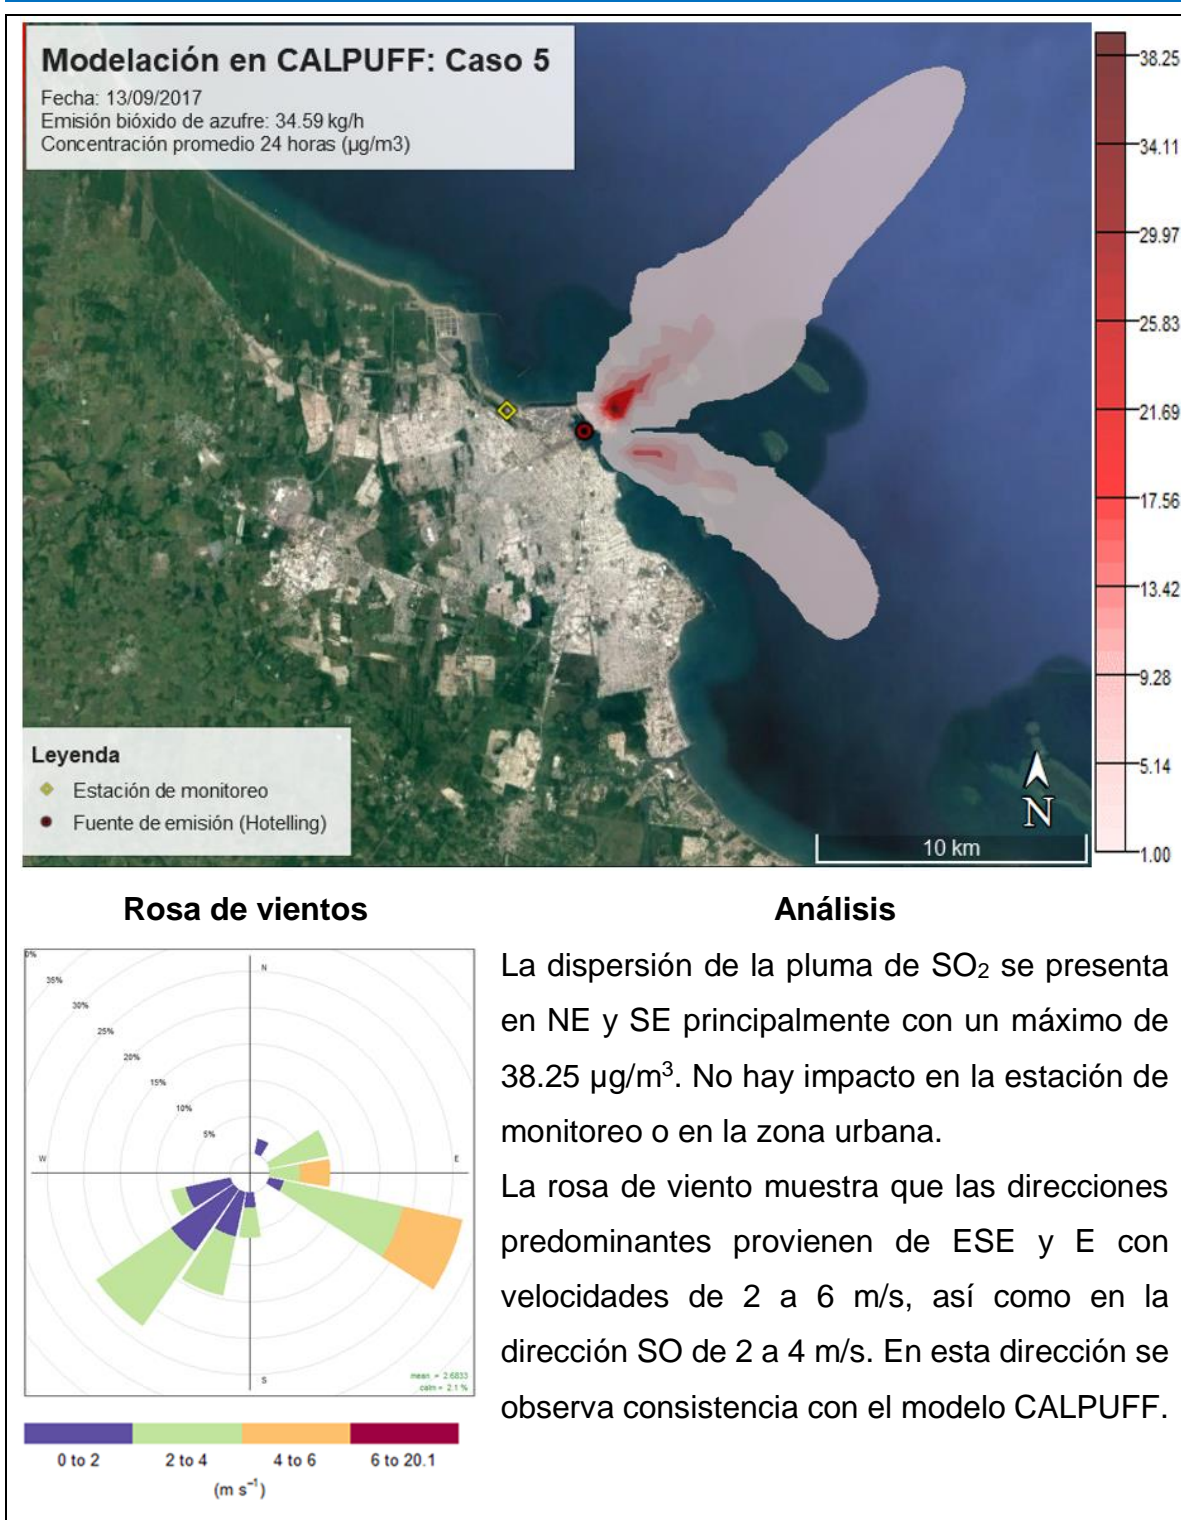 Modelación en CALPUFF: Caso 5
Fecha: 13/09/2017
Emisión bióxido de azufre: 34.59 kg/h
Concentración promedio 24 horas (µg/m3)
38.25
34.11
29.97
25.83
21.69
17.56
13.42
9.28
5.14
1.00
Leyenda
Estación de monitoreo
Fuente de emisión (Hotelling)
N
10 km
Rosa de vientos
0%
35%
30%
25%
20%
15%
10%
5%
N
W
E
S
mean = 2.6833
calm = 2.1 %
0 to 2
2 to 4
4 to 6
6 to 20.1
(m s⁻¹)
Análisis
La dispersión de la pluma de SO₂ se presenta
en NE y SE principalmente con un máximo de
38.25 µg/m³. No hay impacto en la estación de
monitoreo o en la zona urbana.
La rosa de viento muestra que las direcciones
predominantes provienen de ESE y E con
velocidades de 2 a 6 m/s, así como en la
dirección SO de 2 a 4 m/s. En esta dirección se
observa consistencia con el modelo CALPUFF.